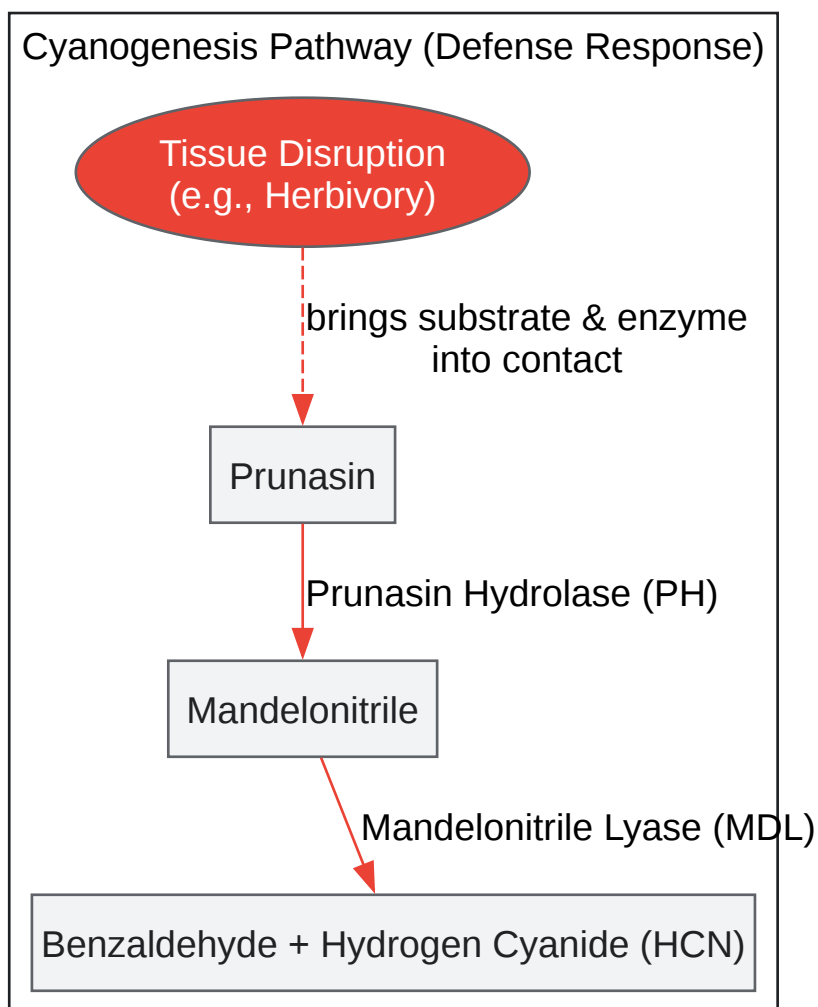 Cyanogenesis Pathway (Defense Response)
Tissue Disruption
(e.g., Herbivory)
brings substrate & enzyme
into contact
Prunasin
Prunasin Hydrolase (PH)
Mandelonitrile
Mandelonitrile Lyase (MDL)
Benzaldehyde + Hydrogen Cyanide (HCN)